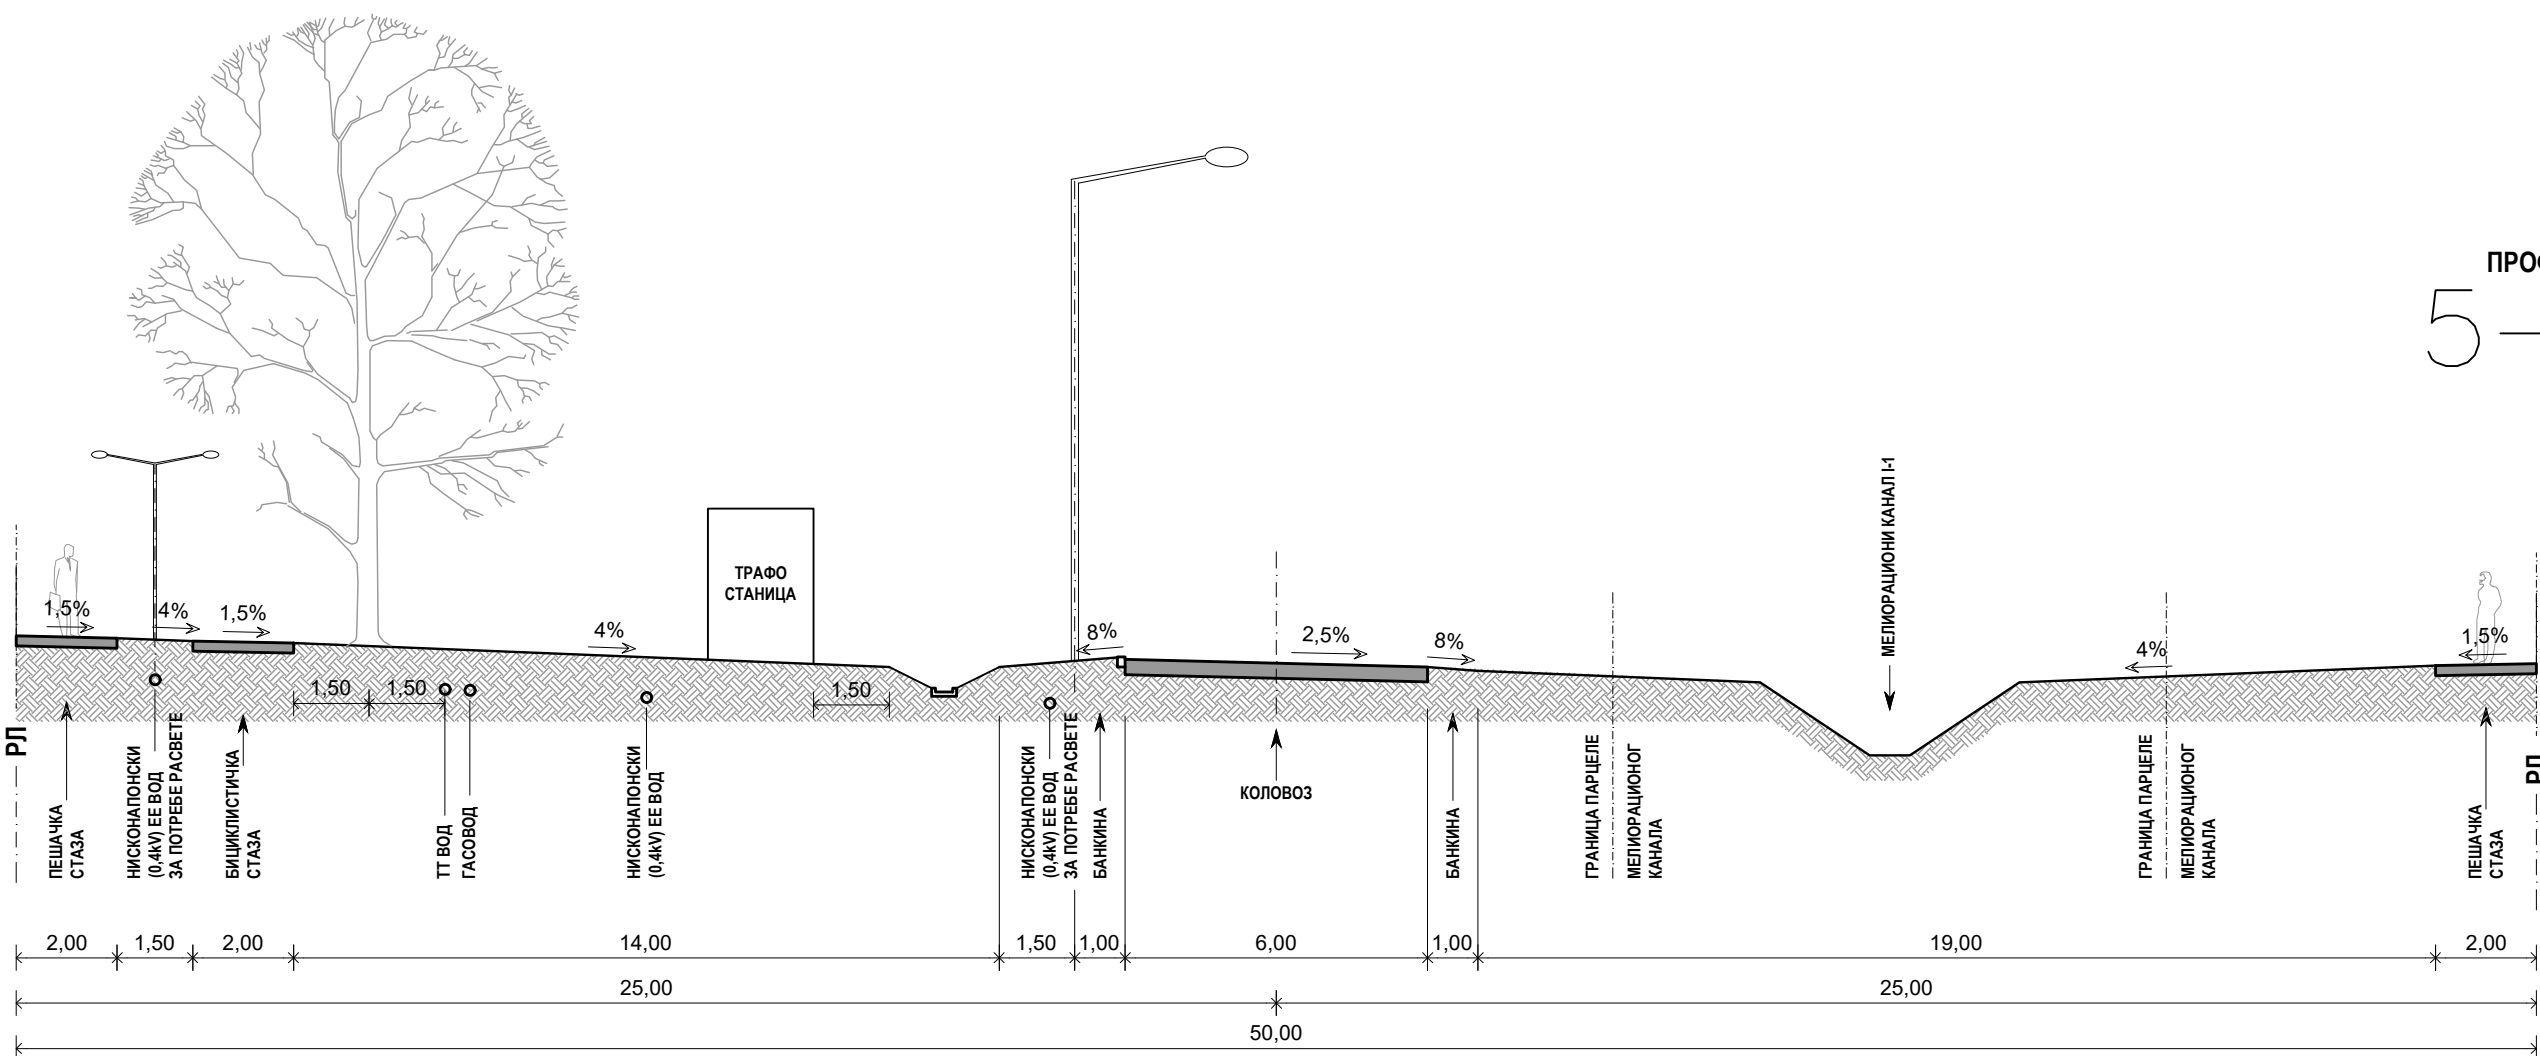 ПРОФ
5
МЕЛИОРАЦИОНИ КАНАЛ I-1
ТРАФО
СТАНИЦА
1,5%
4%
1,5%
4%
8%
2,5%
8%
4%
1,5%
1,50
1,50
1,50
РЛ
ПЕШАЧКА
СТАЗА
НИСКОНАПОНСКИ
(0,4kV) ЕЕ ВОД
ЗА ПОТРЕБЕ РАСВЕТЕ
БИЦИКЛИСТИЧКА
СТАЗА
ТТ ВОД
ГАСОВОД
НИСКОНАПОНСКИ
(0,4kV) ЕЕ ВОД
НИСКОНАПОНСКИ
(0,4kV) ЕЕ ВОД
ЗА ПОТРЕБЕ РАСВЕТЕ
БАНКИНА
КОЛОВОЗ
БАНКИНА
ГРАНИЦА ПАРЦЕЛЕ
МЕЛИОРАЦИОНОГ
КАНАЛА
ГРАНИЦА ПАРЦЕЛЕ
МЕЛИОРАЦИОНОГ
КАНАЛА
ПЕШАЧКА
СТАЗА
РЛ
2,00 1,50 2,00 14,00 1,50 1,00 6,00 1,00 19,00 2,00
25,00 25,00
50,00